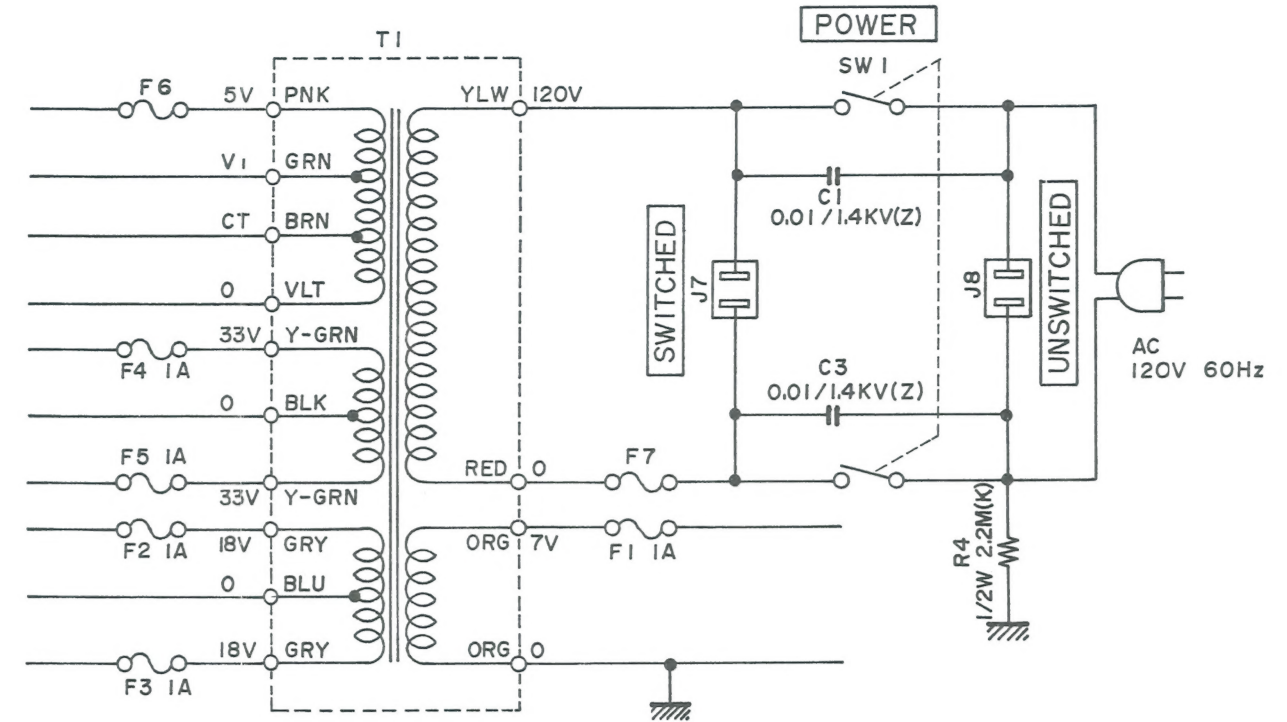 POWER
T1
SW1
F6
5V PNK
YLW 120V
V1 GRN
C1
0.01/1.4KV(Z)
CT BRN
SWITCHED
J7
J8
UNSWITCHED
0 VLT
33V Y-GRN
F4 1A
AC
120V 60Hz
C3
0.01/1.4KV(Z)
0 BLK
F5 1A
RED 0
F7
33V Y-GRN
F2 1A
18V GRY
ORG 7V
F1 1A
R4
1/2W 2.2M(K)
0 BLU
18V GRY
ORG 0
F3 1A